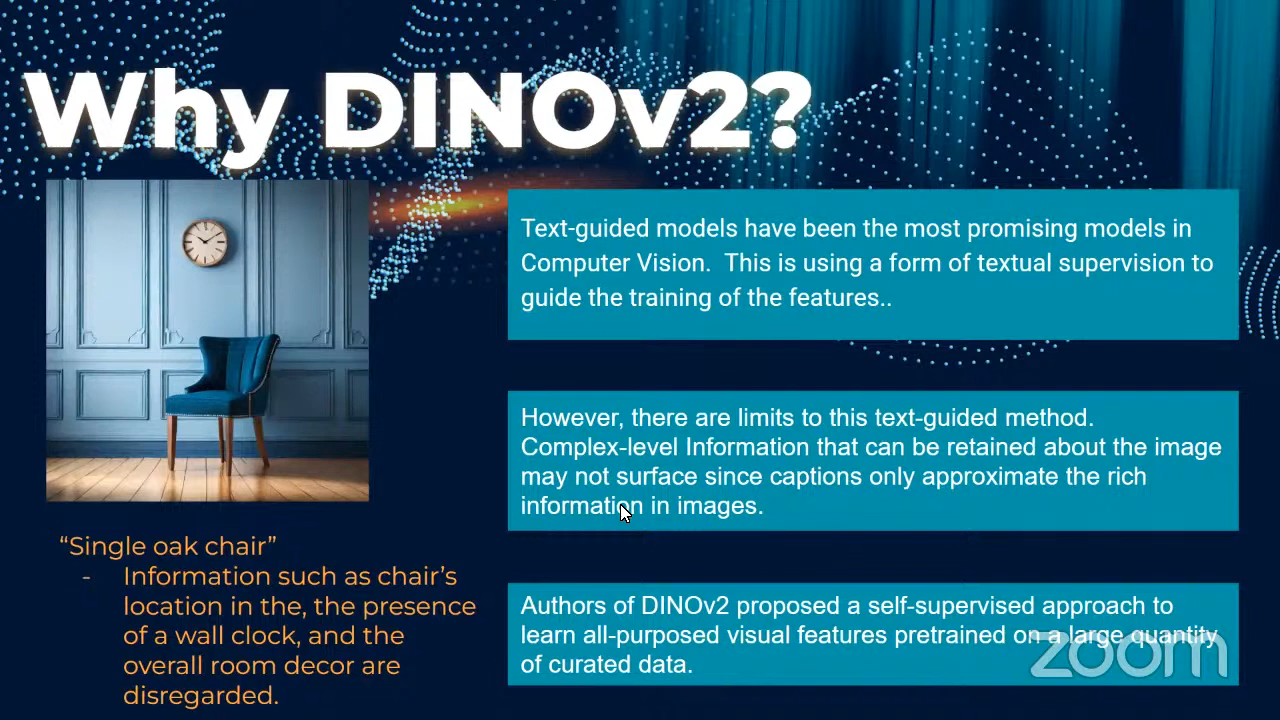 Why DINOv2?
Text-guided models have been the most promising models in
Computer Vision.  This is using a form of textual supervision to
guide the training of the features..
However, there are limits to this text-guided method.
Complex-level Information that can be retained about the image
may not surface since captions only approximate the rich
information in images.
“Single oak chair”
- Information such as chair’s
location in the, the presence
of a wall clock, and the
overall room decor are
disregarded.
Authors of DINOv2 proposed a self-supervised approach to
learn all-purposed visual features pretrained on a large quantity
of curated data.
zoom